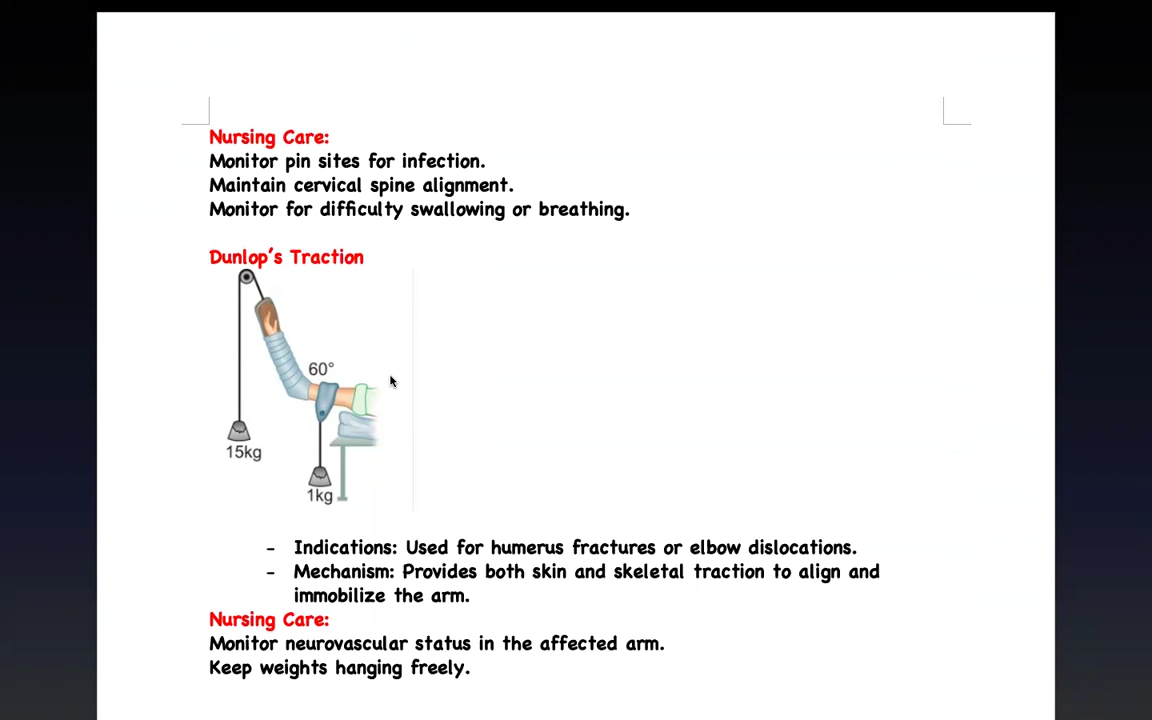 Nursing Care:
Monitor pin sites for infection.
Maintain cervical spine alignment.
Monitor for difficulty swallowing or breathing.
Dunlop's Traction
60°
15kg
1kg
- Indications: Used for humerus fractures or elbow dislocations.
- Mechanism: Provides both skin and skeletal traction to align and
immobilize the arm.
Nursing Care:
Monitor neurovascular status in the affected arm.
Keep weights hanging freely.